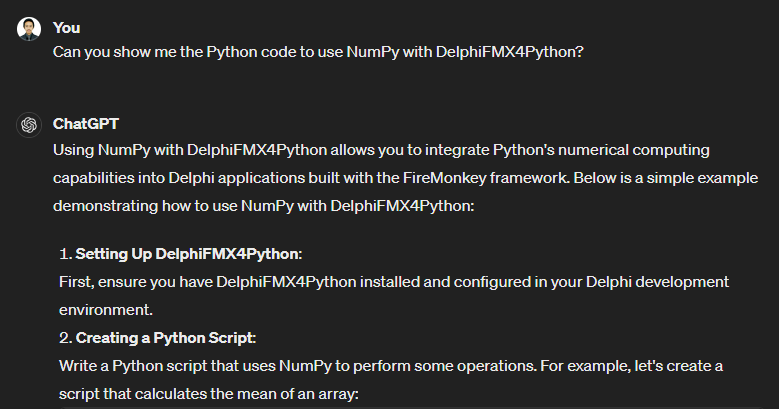 You
Can you show me the Python code to use NumPy with DelphiFMX4Python?
ChatGPT
Using NumPy with DelphiFMX4Python allows you to integrate Python's numerical computing
capabilities into Delphi applications built with the FireMonkey framework. Below is a simple example
demonstrating how to use NumPy with DelphiFMX4Python:
1. Setting Up DelphiFMX4Python:
First, ensure you have DelphiFMX4Python installed and configured in your Delphi development
environment.
2. Creating a Python Script:
Write a Python script that uses NumPy to perform some operations. For example, let's create a
script that calculates the mean of an array: